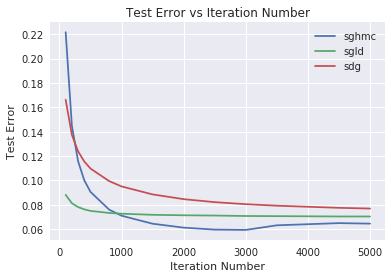 Test Error vs Iteration Number
sghmc
sgld
sdg
0.22
0.20
0.18
0.16
0.14
0.12
0.10
0.08
0.06
Test Error
0 1000 2000 3000 4000 5000
Iteration Number